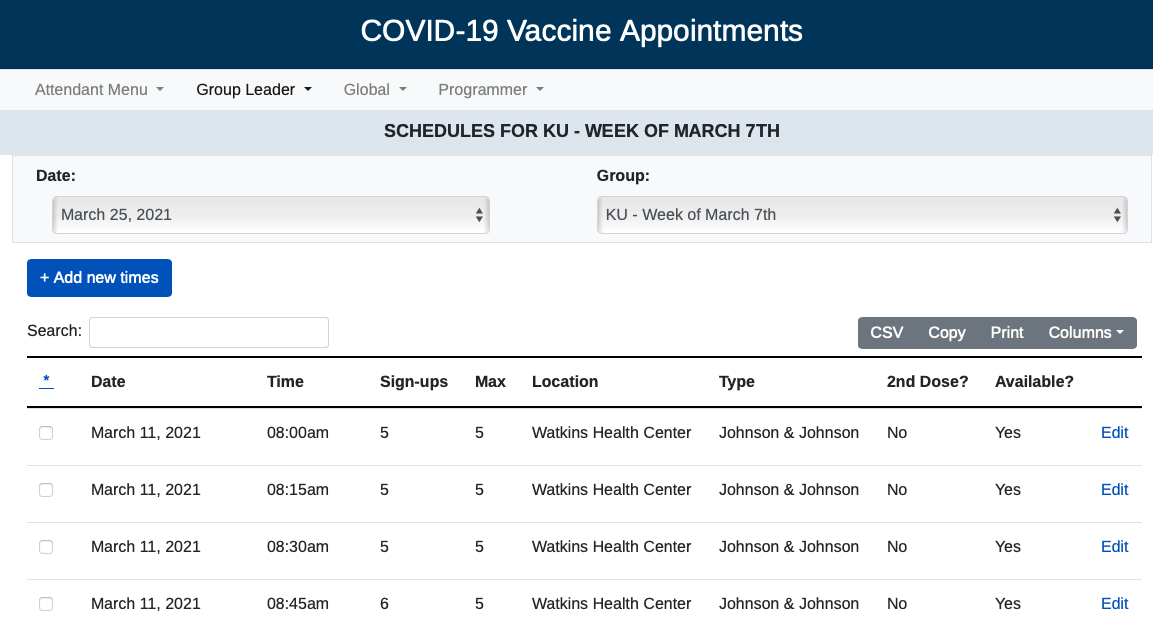 COVID-19 Vaccine Appointments
Attendant Menu Group Leader Global Programmer
SCHEDULES FOR KU - WEEK OF MARCH 7TH
Date: Group:
March 25, 2021 KU - Week of March 7th
+ Add new times
Search: CSV Copy Print Columns
* Date Time Sign-ups Max Location Type 2nd Dose? Available?
March 11, 2021 08:00am 5 5 Watkins Health Center Johnson & Johnson No Yes Edit
March 11, 2021 08:15am 5 5 Watkins Health Center Johnson & Johnson No Yes Edit
March 11, 2021 08:30am 5 5 Watkins Health Center Johnson & Johnson No Yes Edit
March 11, 2021 08:45am 6 5 Watkins Health Center Johnson & Johnson No Yes Edit